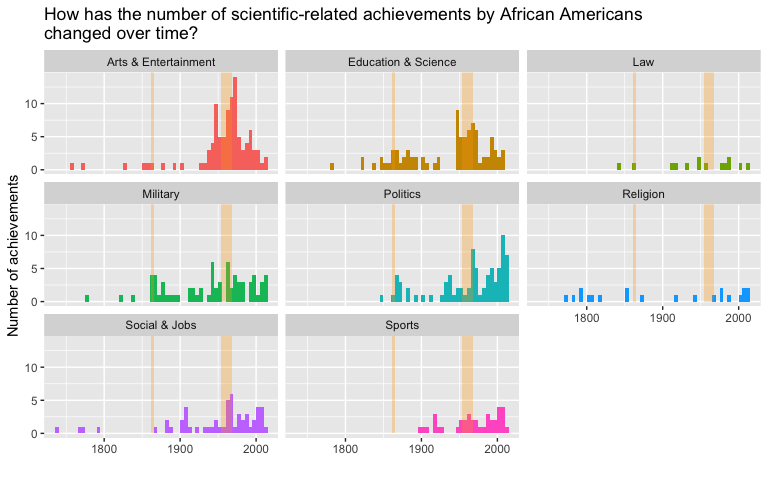 How has the number of scientific-related achievements by African Americans
changed over time?
Arts & Entertainment
Education & Science
Law
10
5
0
Military
Politics
Religion
10
5
0
1800
1900
2000
Social & Jobs
Sports
10
5
0
1800
1900
2000
1800
1900
2000
Number of achievements